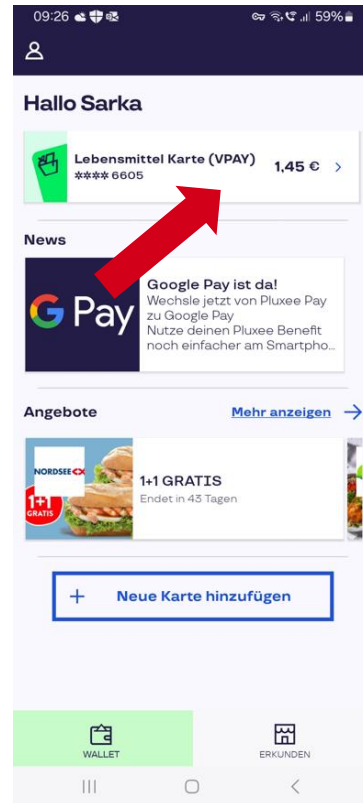 09:26 59%
Hallo Sarka
Lebensmittel Karte (VPAY)
**** 6605
1,45 €
News
G Pay
Google Pay ist da!
Wechsle jetzt von Pluxee Pay
zu Google Pay
Nutze deinen Pluxee Benefit
noch einfacher am Smartpho...
Angebote Mehr anzeigen
NORDSEE
1+1
GRATIS
1+1 GRATIS
Endet in 43 Tagen
+ Neue Karte hinzufügen
WALLET ERKUNDEN